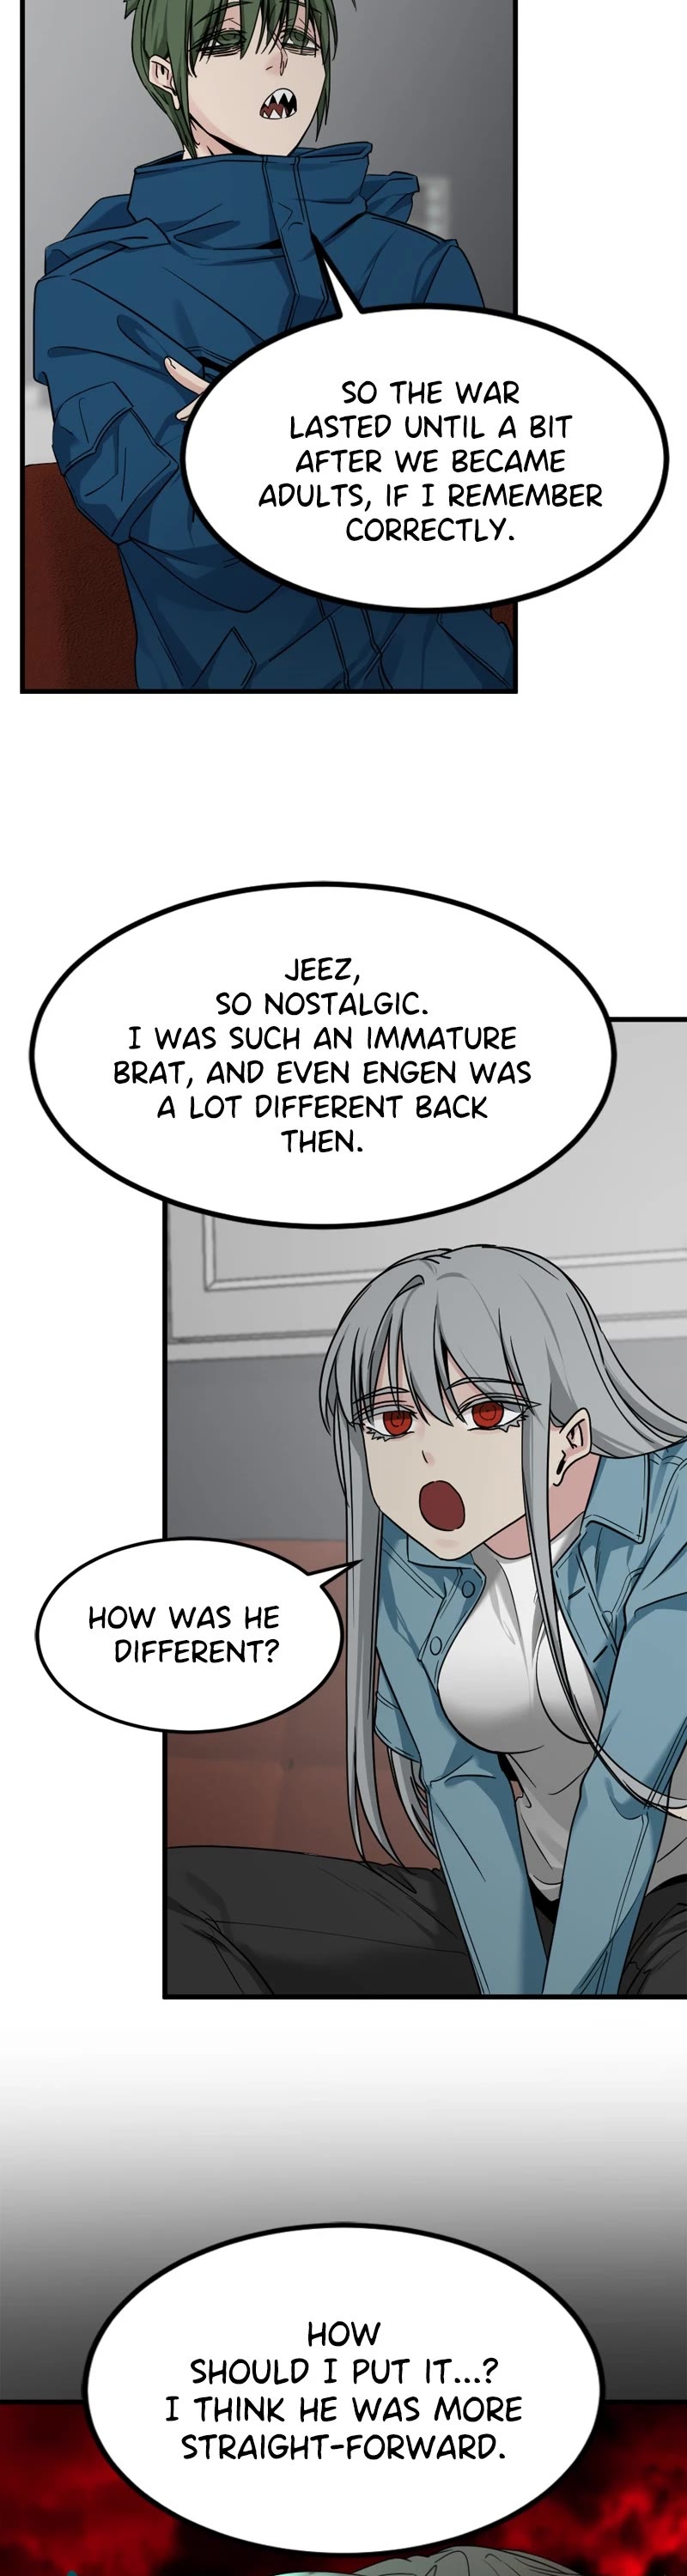 SO THE WAR
LASTED UNTIL A BIT
AFTER WE BECAME
ADULTS, IF I REMEMBER
CORRECTLY.
JEEZ,
SO NOSTALGIC.
I WAS SUCH AN IMMATURE
BRAT, AND EVEN ENGEN WAS
A LOT DIFFERENT BACK
THEN.
HOW WAS HE
DIFFERENT?
HOW
SHOULD I PUT IT...?
I THINK HE WAS MORE
STRAIGHT-FORWARD.